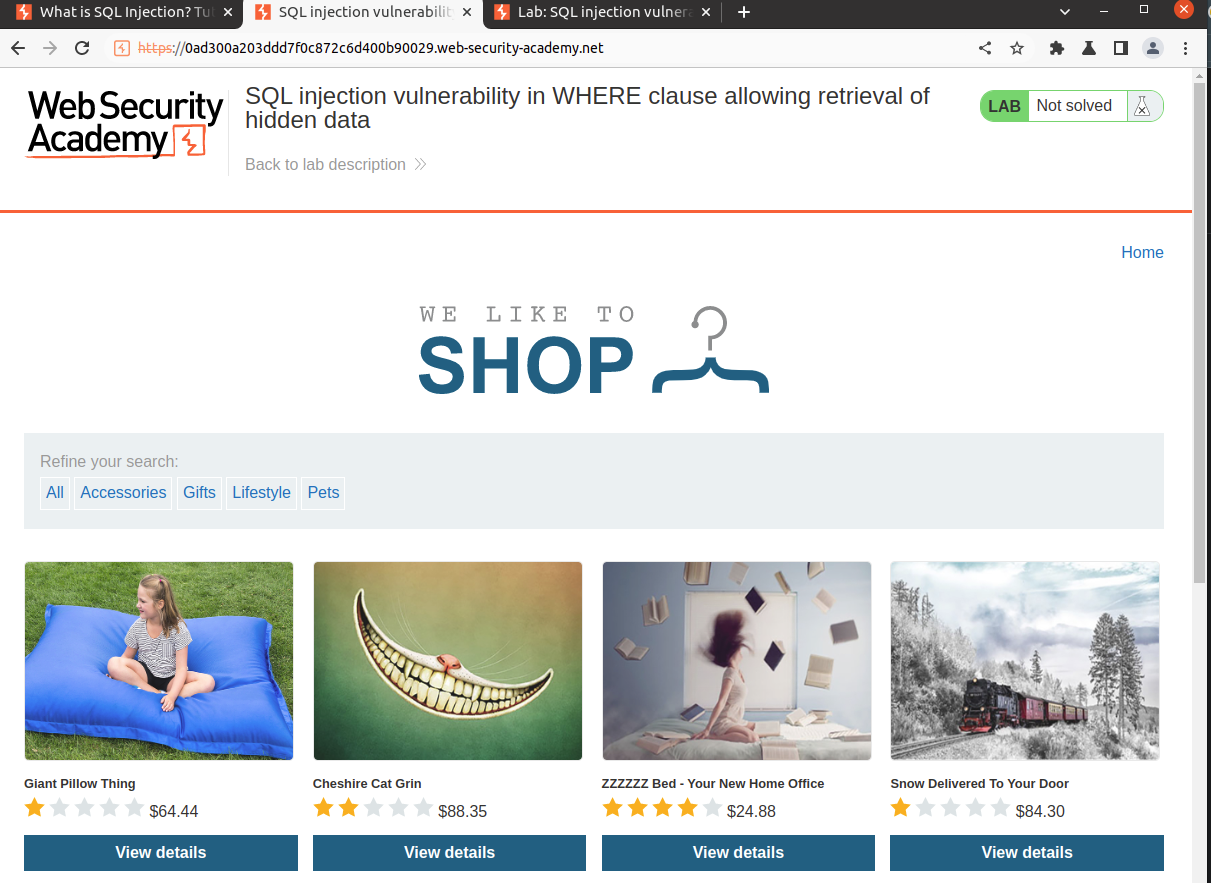 What is SQL Injection? Tu
SQL injection vulnerabilit
Lab: SQL injection vulnera
https://0ad300a203ddd7f0c872c6d400b90029.web-security-academy.net
WebSecurity
Academy
SQL injection vulnerability in WHERE clause allowing retrieval of
hidden data
Back to lab description
LAB Not solved
Home
WE LIKE TO
SHOP
Refine your search:
All Accessories Gifts Lifestyle Pets
Giant Pillow Thing
$64.44
View details
Cheshire Cat Grin
$88.35
View details
ZZZZZZ Bed - Your New Home Office
$24.88
View details
Snow Delivered To Your Door
$84.30
View details